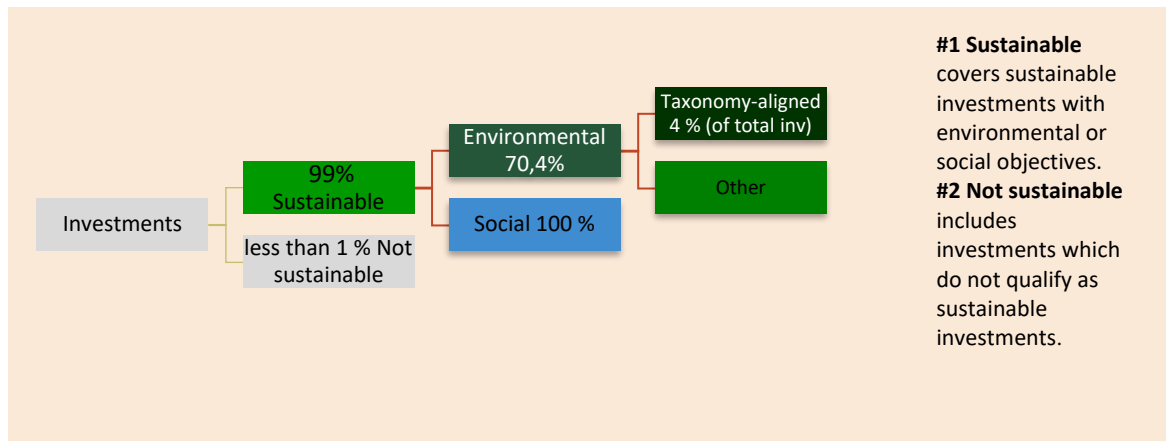 Investments
99%
Sustainable
less than 1 % Not
sustainable
Environmental
70,4%
Social 100 %
Taxonomy-aligned
4 % (of total inv)
Other
#1 Sustainable
covers sustainable
investments with
environmental or
social objectives.
#2 Not sustainable
includes
investments which
do not qualify as
sustainable
investments.